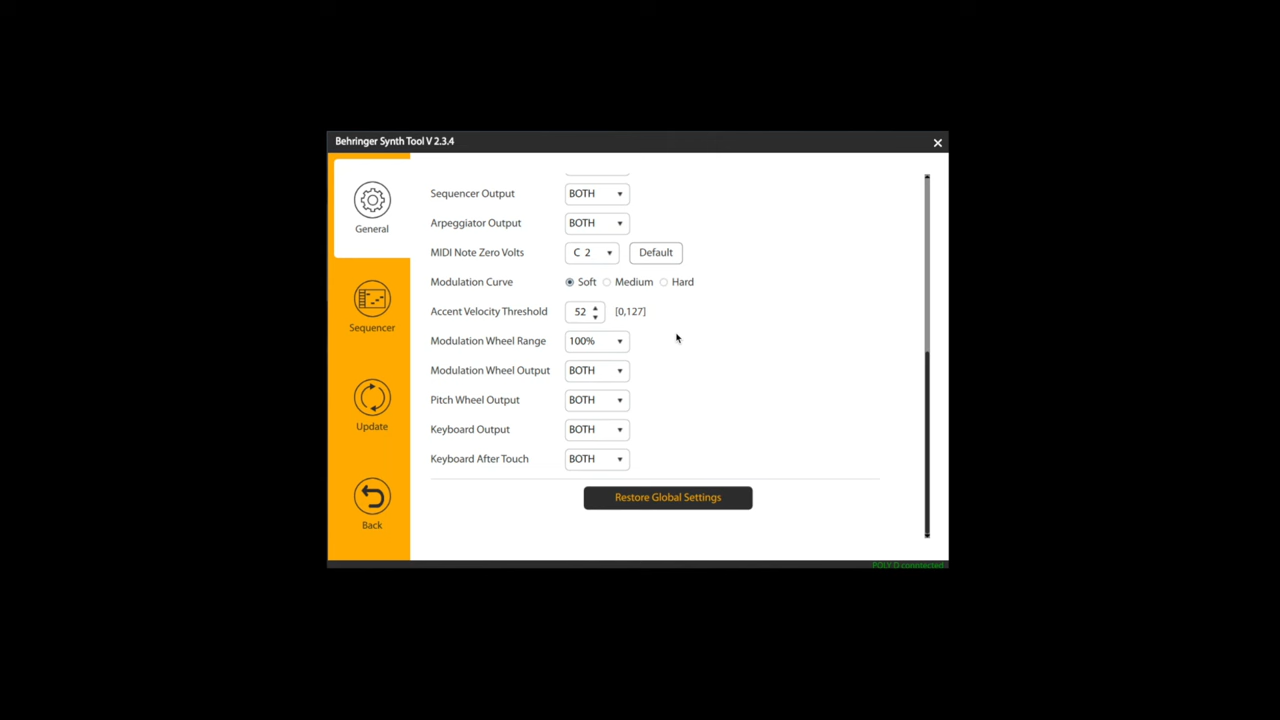 Behringer Synth Tool V 2.3.4
General
Sequencer
Update
Back
Sequencer Output BOTH
Arpeggiator Output BOTH
MIDI Note Zero Volts C 2 Default
Modulation Curve Soft Medium Hard
Accent Velocity Threshold 52 [0,127]
Modulation Wheel Range 100%
Modulation Wheel Output BOTH
Pitch Wheel Output BOTH
Keyboard Output BOTH
Keyboard After Touch BOTH
Restore Global Settings
POLY D conntected